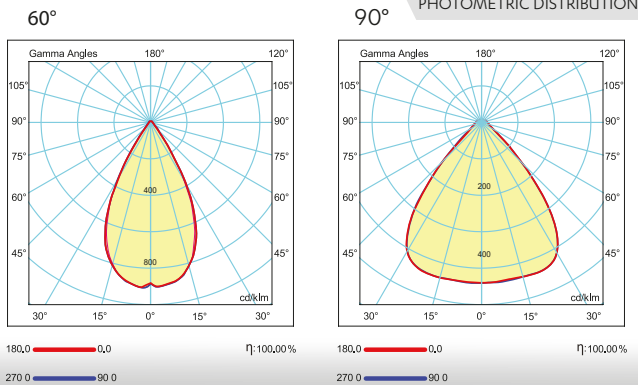 PHOTOMETRIC DISTRIBUTION
60°
90°
Gamma Angles 180° 120°
105° 105°
90° 90°
75° 75°
60° 60°
45° 45°
400
800
cd/klm
30° 15° 0° 15° 30°
180.0 0.0 η:100.00%
270 0 90 0
Gamma Angles 180° 120°
105° 105°
90° 90°
75° 75°
60° 60°
45° 45°
200
400
cd/klm
30° 15° 0° 15° 30°
180.0 0.0 η:100.00%
270 0 90 0